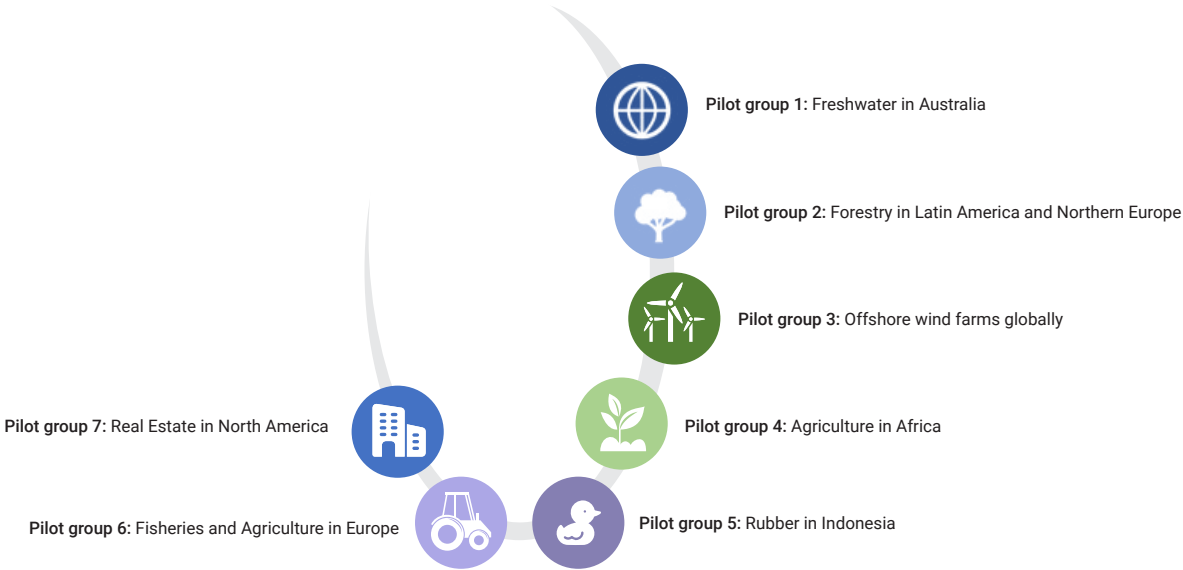 Pilot group 1: Freshwater in Australia
Pilot group 2: Forestry in Latin America and Northern Europe
Pilot group 3: Offshore wind farms globally
Pilot group 4: Agriculture in Africa
Pilot group 5: Rubber in Indonesia
Pilot group 6: Fisheries and Agriculture in Europe
Pilot group 7: Real Estate in North America